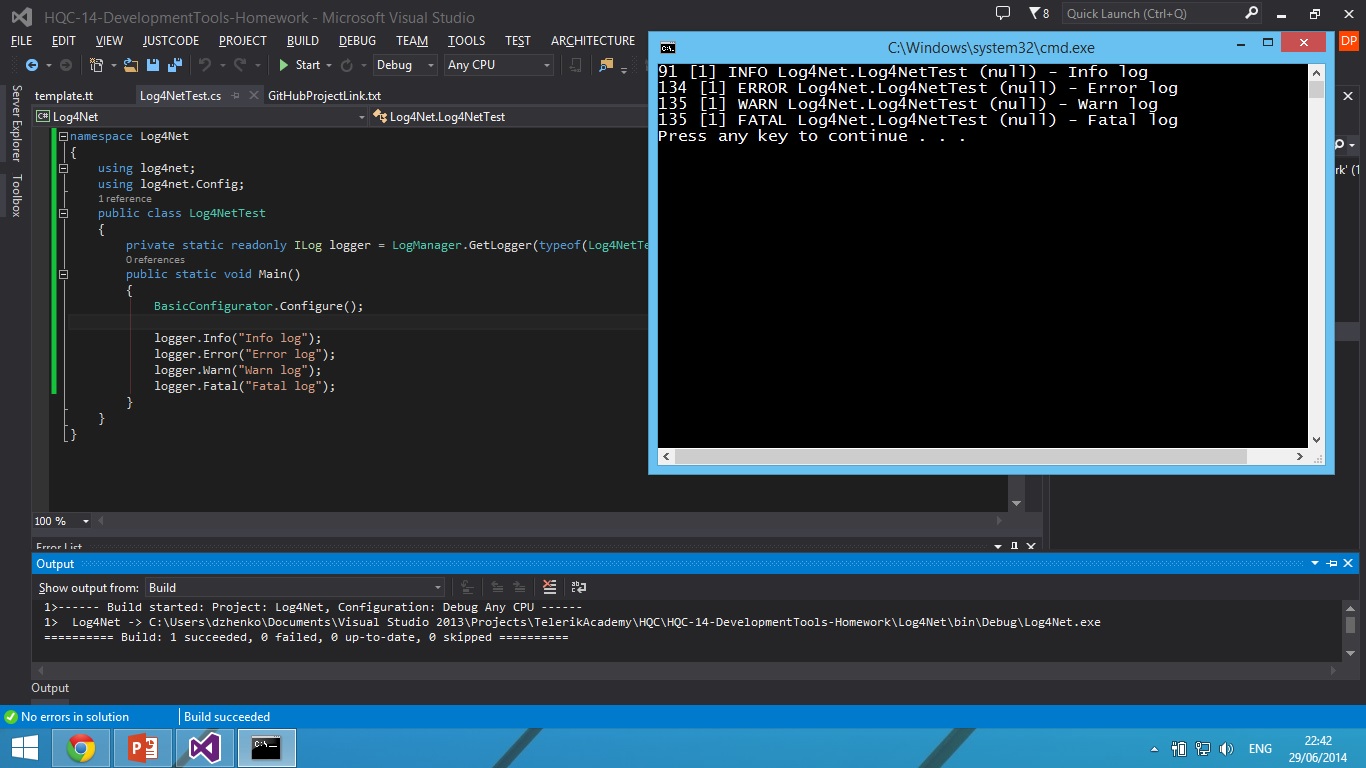 HQC-14-DevelopmentTools-Homework - Microsoft Visual Studio
8
Quick Launch (Ctrl+Q)
FILE EDIT VIEW JUSTCODE PROJECT BUILD DEBUG TEAM TOOLS TEST ARCHITECTURE
DP
Start Debug Any CPU
Server Explorer
Toolbox
template.tt Log4NetTest.cs GitHubProjectLink.txt
Log4Net Log4Net.Log4NetTest
namespace Log4Net
{
using log4net;
using log4net.Config;
1 reference
public class Log4NetTest
{
private static readonly ILog logger = LogManager.GetLogger(typeof(Log4NetTe
0 references
public static void Main()
{
BasicConfigurator.Configure();
logger.Info("Info log");
logger.Error("Error log");
logger.Warn("Warn log");
logger.Fatal("Fatal log");
}
}
}
100 %
C:\Windows\system32\cmd.exe
91 [1] INFO Log4Net.Log4NetTest (null) - Info log
134 [1] ERROR Log4Net.Log4NetTest (null) - Error log
135 [1] WARN Log4Net.Log4NetTest (null) - Warn log
135 [1] FATAL Log4Net.Log4NetTest (null) - Fatal log
Press any key to continue . . .
rk' (1
Error List
Output
Show output from: Build
1>------ Build started: Project: Log4Net, Configuration: Debug Any CPU ------
1>  Log4Net -> C:\Users\dzhenko\Documents\Visual Studio 2013\Projects\TelerikAcademy\HQC\HQC-14-DevelopmentTools-Homework\Log4Net\bin\Debug\Log4Net.exe
========== Build: 1 succeeded, 0 failed, 0 up-to-date, 0 skipped ==========
Output
No errors in solution Build succeeded
ENG
22:42
29/06/2014